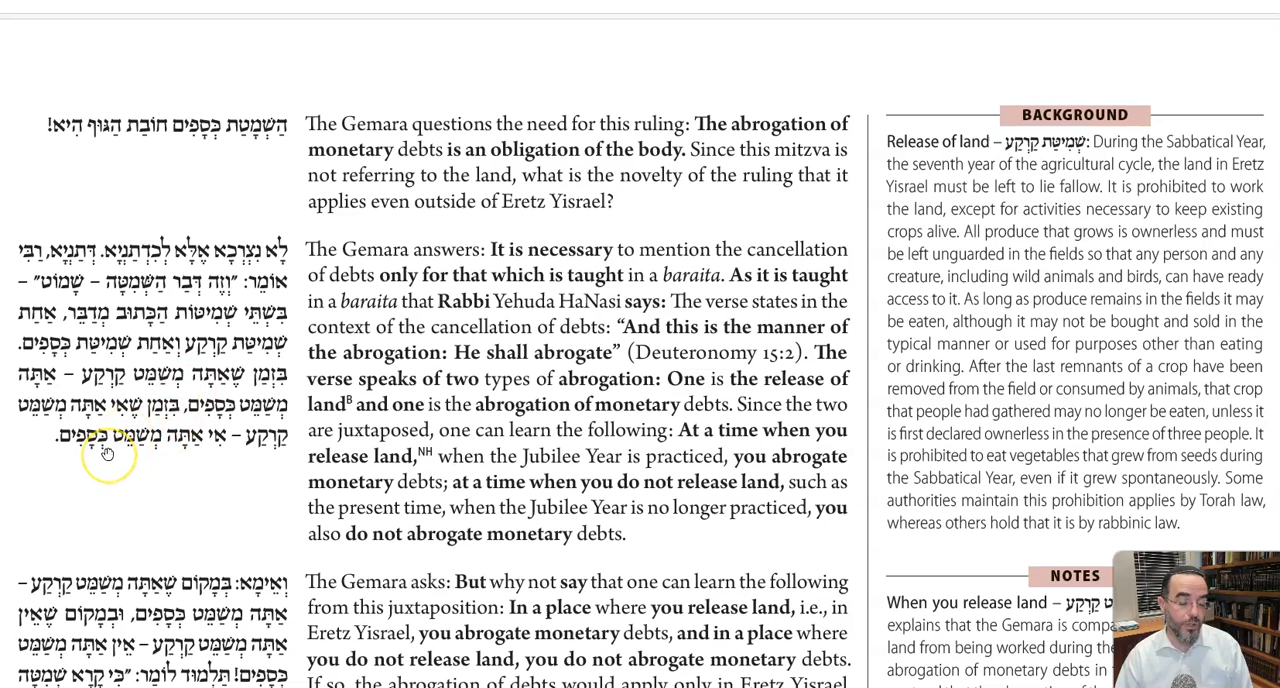 הַשְׁמָטַת כְּסָפִים חוֹבַת הַגּוּף הִיא!
The Gemara questions the need for this ruling: The abrogation of
monetary debts is an obligation of the body. Since this mitzva is
not referring to the land, what is the novelty of the ruling that it
applies even outside of Eretz Yisrael?
לָא נִצְרְכָא אֶלָּא לְכִדְתַנְיָא. דְּתַנְיָא, רַבִּי
אוֹמֵר: ״וְזֶה דְּבַר הַשְּׁמִטָּה – שָׁמוֹט״ –
בִּשְׁתֵּי שְׁמִיטּוֹת הַכָּתוּב מְדַבֵּר, אַחַת
שְׁמִיטַּת קַרְקַע וְאַחַת שְׁמִיטַּת כְּסָפִים.
בִּזְמַן שֶׁאַתָּה מְשַׁמֵּט קַרְקַע – אַתָּה
מְשַׁמֵּט כְּסָפִים, בִּזְמַן שֶׁאִי אַתָּה מְשַׁמֵּט
קַרְקַע – אִי אַתָּה מְשַׁמֵּט כְּסָפִים.
The Gemara answers: It is necessary to mention the cancellation
of debts only for that which is taught in a baraita. As it is taught
in a baraita that Rabbi Yehuda HaNasi says: The verse states in the
context of the cancellation of debts: “And this is the manner of
the abrogation: He shall abrogate” (Deuteronomy 15:2). The
verse speaks of two types of abrogation: One is the release of
landᴮ and one is the abrogation of monetary debts. Since the two
are juxtaposed, one can learn the following: At a time when you
release land,ᴺᴴ when the Jubilee Year is practiced, you abrogate
monetary debts; at a time when you do not release land, such as
the present time, when the Jubilee Year is no longer practiced, you
also do not abrogate monetary debts.
וְאֵימָא: בְּמָקוֹם שֶׁאַתָּה מְשַׁמֵּט קַרְקַע –
אַתָּה מְשַׁמֵּט כְּסָפִים, וּבְמָקוֹם שֶׁאֵין
אַתָּה מְשַׁמֵּט קַרְקַע – אֵין אַתָּה מְשַׁמֵּט
כְּסָפִים! תַּלְמוּד לוֹמַר: ״כִּי קָרָא שְׁמִטָּה
The Gemara asks: But why not say that one can learn the following
from this juxtaposition: In a place where you release land, i.e., in
Eretz Yisrael, you abrogate monetary debts, and in a place where
you do not release land, you do not abrogate monetary debts.
If so, the abrogation of debts would apply only in Eretz Yisrael
BACKGROUND
Release of land – שְׁמִיטַּת קַרְקַע: During the Sabbatical Year,
the seventh year of the agricultural cycle, the land in Eretz
Yisrael must be left to lie fallow. It is prohibited to work
the land, except for activities necessary to keep existing
crops alive. All produce that grows is ownerless and must
be left unguarded in the fields so that any person and any
creature, including wild animals and birds, can have ready
access to it. As long as produce remains in the fields it may
be eaten, although it may not be bought and sold in the
typical manner or used for purposes other than eating
or drinking. After the last remnants of a crop have been
removed from the field or consumed by animals, that crop
that people had gathered may no longer be eaten, unless it
is first declared ownerless in the presence of three people. It
is prohibited to eat vegetables that grew from seeds during
the Sabbatical Year, even if it grew spontaneously. Some
authorities maintain this prohibition applies by Torah law,
whereas others hold that it is by rabbinic law.
NOTES
When you release land – קַרְקַע
explains that the Gemara is compa
land from being worked during the
abrogation of monetary debts in